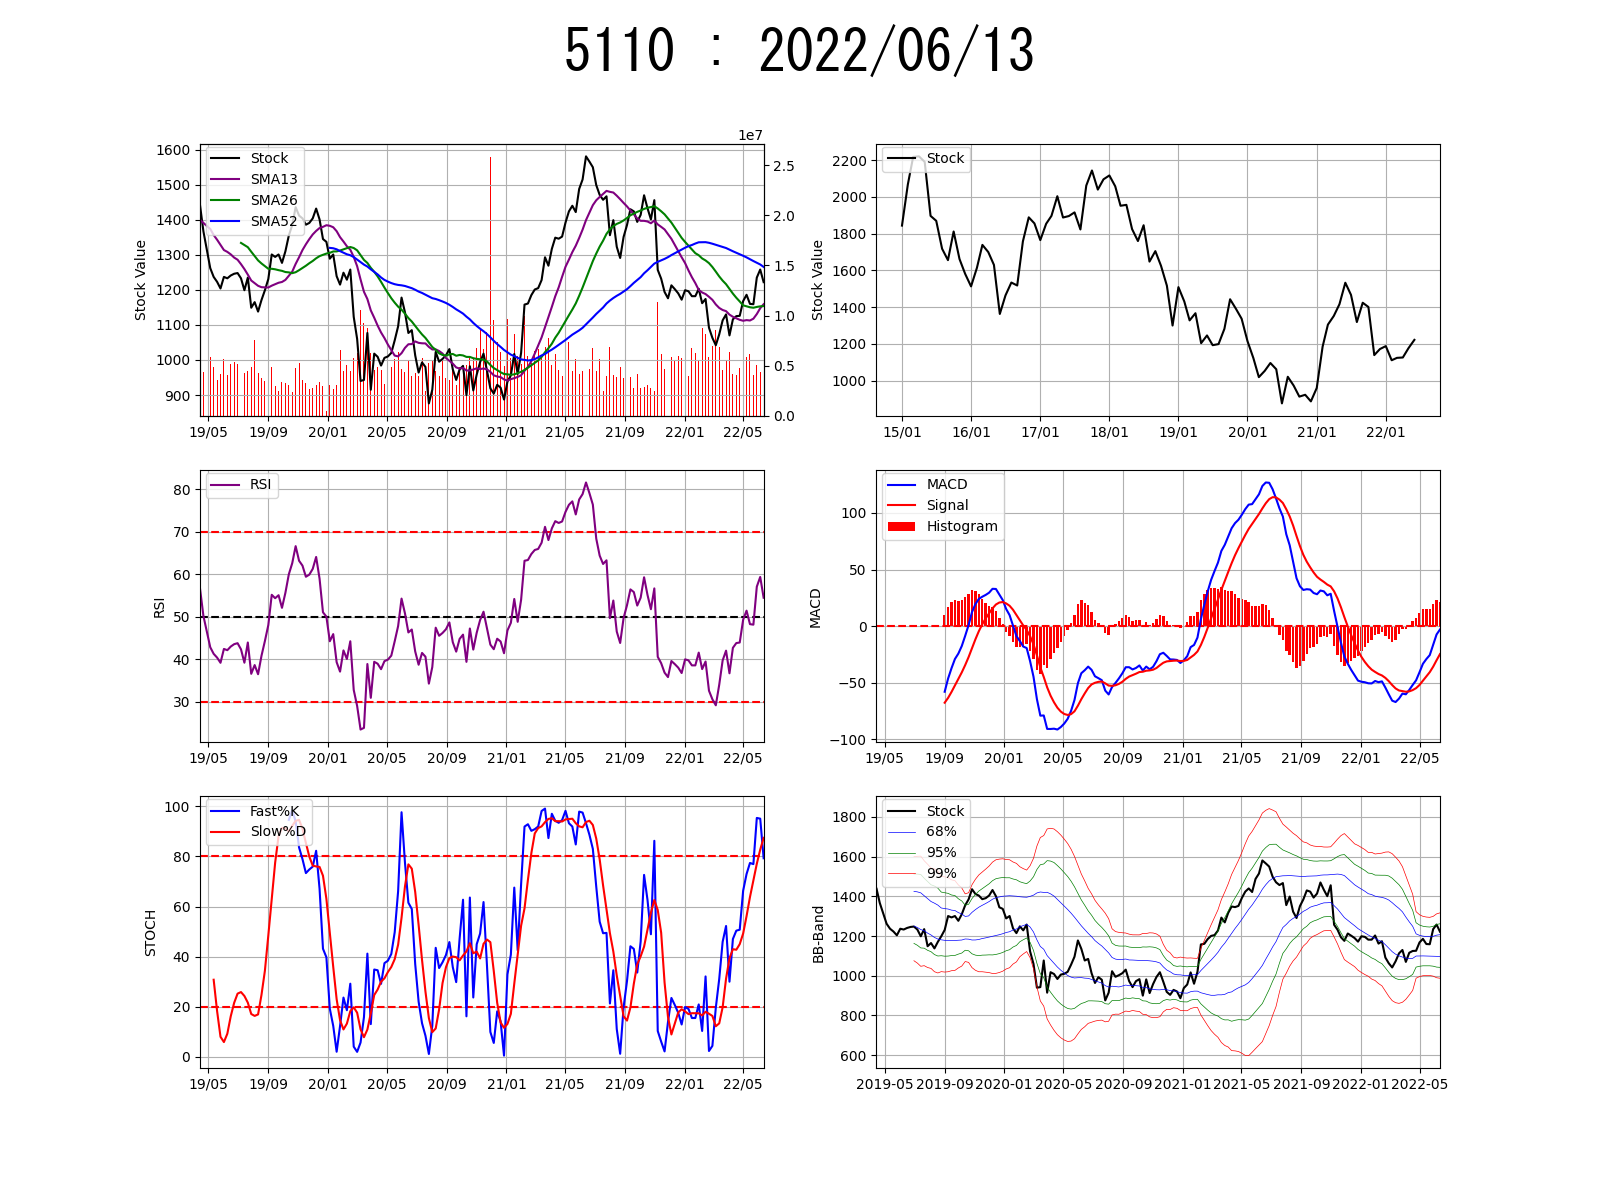 5110 : 2022/06/13
1e7
Stock
SMA13
SMA26
SMA52
Stock Value
1600
1500
1400
1300
1200
1100
1000
900
2.5
2.0
1.5
1.0
0.5
0.0
19/05 19/09 20/01 20/05 20/09 21/01 21/05 21/09 22/01 22/05
Stock
Stock Value
2200
2000
1800
1600
1400
1200
1000
15/01 16/01 17/01 18/01 19/01 20/01 21/01 22/01
RSI
RSI
80
70
60
50
40
30
19/05 19/09 20/01 20/05 20/09 21/01 21/05 21/09 22/01 22/05
MACD
Signal
Histogram
MACD
100
50
0
−50
−100
19/05 19/09 20/01 20/05 20/09 21/01 21/05 21/09 22/01 22/05
Fast%K
Slow%D
STOCH
100
80
60
40
20
0
19/05 19/09 20/01 20/05 20/09 21/01 21/05 21/09 22/01 22/05
Stock
68%
95%
99%
BB-Band
1800
1600
1400
1200
1000
800
600
2019-05 2019-09 2020-01 2020-05 2020-09 2021-01 2021-05 2021-09 2022-01 2022-05